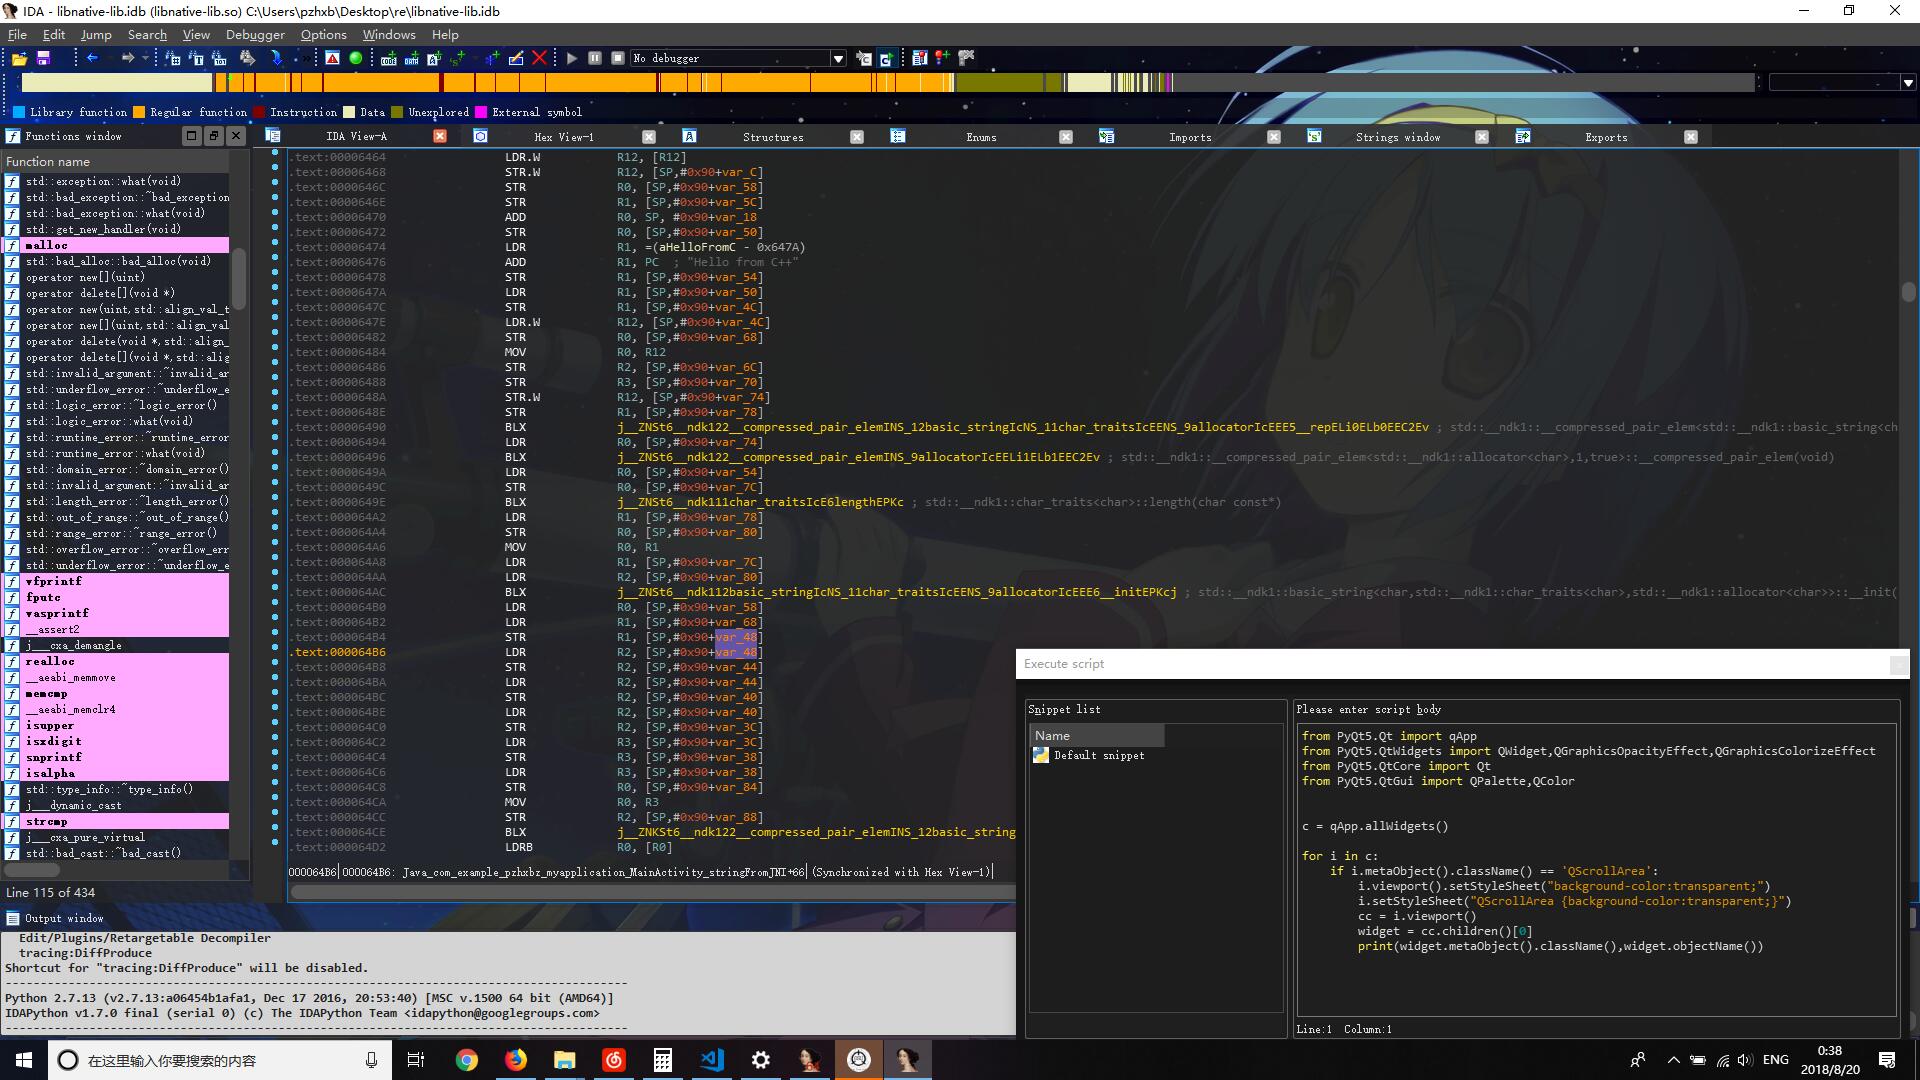 IDA - libnative-lib.idb (libnative-lib.so) C:\Users\pzhxb\Desktop\re\libnative-lib.idb
File Edit Jump Search View Debugger Options Windows Help
No debugger
Library function Regular function Instruction Data Unexplored External symbol
Functions window
IDA View-A Hex View-1 Structures Enums Imports Strings window Exports
Function name
std::exception::what(void)
std::bad_exception::~bad_exception
std::bad_exception::what(void)
std::get_new_handler(void)
malloc
std::bad_alloc::bad_alloc(void)
operator new[](uint)
operator delete[](void *)
operator new(uint,std::align_val_t
operator new[](uint,std::align_val
operator delete(void *,std::align_
operator delete[](void *,std::alig
std::invalid_argument::~invalid_ar
std::underflow_error::~underflow_e
std::logic_error::~logic_error()
std::logic_error::what(void)
std::runtime_error::~runtime_error
std::runtime_error::what(void)
std::domain_error::~domain_error()
std::invalid_argument::~invalid_ar
std::length_error::~length_error()
std::out_of_range::~out_of_range()
std::range_error::~range_error()
std::overflow_error::~overflow_err
std::underflow_error::~underflow_e
vfprintf
fputc
vasprintf
__assert2
j___cxa_demangle
realloc
__aeabi_memmove
memcmp
__aeabi_memclr4
isupper
isxdigit
snprintf
isalpha
std::type_info::~type_info()
j___dynamic_cast
strcmp
j___cxa_pure_virtual
std::bad_cast::~bad_cast()
Line 115 of 434
.text:00006464 LDR.W R12, [R12]
.text:00006468 STR.W R12, [SP,#0x90+var_C]
.text:0000646C STR R0, [SP,#0x90+var_58]
.text:0000646E STR R1, [SP,#0x90+var_5C]
.text:00006470 ADD R0, SP, #0x90+var_18
.text:00006472 STR R0, [SP,#0x90+var_50]
.text:00006474 LDR R1, =(aHelloFromC - 0x647A)
.text:00006476 ADD R1, PC ; "Hello from C++"
.text:00006478 STR R1, [SP,#0x90+var_54]
.text:0000647A LDR R1, [SP,#0x90+var_50]
.text:0000647C STR R1, [SP,#0x90+var_4C]
.text:0000647E LDR.W R12, [SP,#0x90+var_4C]
.text:00006482 STR R0, [SP,#0x90+var_68]
.text:00006484 MOV R0, R12
.text:00006486 STR R2, [SP,#0x90+var_6C]
.text:00006488 STR R3, [SP,#0x90+var_70]
.text:0000648A STR.W R12, [SP,#0x90+var_74]
.text:0000648E STR R1, [SP,#0x90+var_78]
.text:00006490 BLX j__ZNSt6__ndk122__compressed_pair_elemINS_12basic_stringIcNS_11char_traitsIcEENS_9allocatorIcEEE5__repELi0ELb0EEC2Ev ; std::__ndk1::__compressed_pair_elem<std::__ndk1::basic_string<ch
.text:00006494 LDR R0, [SP,#0x90+var_74]
.text:00006496 BLX j__ZNSt6__ndk122__compressed_pair_elemINS_9allocatorIcEELi1ELb1EEC2Ev ; std::__ndk1::__compressed_pair_elem<std::__ndk1::allocator<char>,1,true>::__compressed_pair_elem(void)
.text:0000649A LDR R0, [SP,#0x90+var_54]
.text:0000649C STR R0, [SP,#0x90+var_7C]
.text:0000649E BLX j__ZNSt6__ndk111char_traitsIcE6lengthEPKc ; std::__ndk1::char_traits<char>::length(char const*)
.text:000064A2 LDR R1, [SP,#0x90+var_78]
.text:000064A4 STR R0, [SP,#0x90+var_80]
.text:000064A6 MOV R0, R1
.text:000064A8 LDR R1, [SP,#0x90+var_7C]
.text:000064AA LDR R2, [SP,#0x90+var_80]
.text:000064AC BLX j__ZNSt6__ndk112basic_stringIcNS_11char_traitsIcEENS_9allocatorIcEEE6__initEPKcj ; std::__ndk1::basic_string<char,std::__ndk1::char_traits<char>,std::__ndk1::allocator<char>>::__init(
.text:000064B0 LDR R0, [SP,#0x90+var_58]
.text:000064B2 LDR R1, [SP,#0x90+var_68]
.text:000064B4 STR R1, [SP,#0x90+var_48]
.text:000064B6 LDR R2, [SP,#0x90+var_48]
.text:000064B8 STR R2, [SP,#0x90+var_44]
.text:000064BA LDR R2, [SP,#0x90+var_44]
.text:000064BC STR R2, [SP,#0x90+var_40]
.text:000064BE LDR R2, [SP,#0x90+var_40]
.text:000064C0 STR R2, [SP,#0x90+var_3C]
.text:000064C2 LDR R3, [SP,#0x90+var_3C]
.text:000064C4 STR R3, [SP,#0x90+var_38]
.text:000064C6 LDR R3, [SP,#0x90+var_38]
.text:000064C8 STR R0, [SP,#0x90+var_84]
.text:000064CA MOV R0, R3
.text:000064CC STR R2, [SP,#0x90+var_88]
.text:000064CE BLX j__ZNKSt6__ndk122__compressed_pair_elemINS_12basic_string
.text:000064D2 LDRB R0, [R0]
000064B6 000064B6: Java_com_example_pzhxbz_myapplication_MainActivity_stringFromJNI+66 (Synchronized with Hex View-1)
Output window
Edit/Plugins/Retargetable Decompiler
tracing:DiffProduce
Shortcut for "tracing:DiffProduce" will be disabled.
Python 2.7.13 (v2.7.13:a06454b1afa1, Dec 17 2016, 20:53:40) [MSC v.1500 64 bit (AMD64)]
IDAPython v1.7.0 final (serial 0) (c) The IDAPython Team <idapython@googlegroups.com>
Execute script
Snippet list
Name
Default snippet
Please enter script body
from PyQt5.Qt import qApp
from PyQt5.QtWidgets import QWidget,QGraphicsOpacityEffect,QGraphicsColorizeEffect
from PyQt5.QtCore import Qt
from PyQt5.QtGui import QPalette,QColor
c = qApp.allWidgets()
for i in c:
if i.metaObject().className() == 'QScrollArea':
i.viewport().setStyleSheet("background-color:transparent;")
i.setStyleSheet("QScrollArea {background-color:transparent;}")
cc = i.viewport()
widget = cc.children()[0]
print(widget.metaObject().className(),widget.objectName())
Line:1 Column:1
在这里输入你要搜索的内容
ENG
0:38
2018/8/20